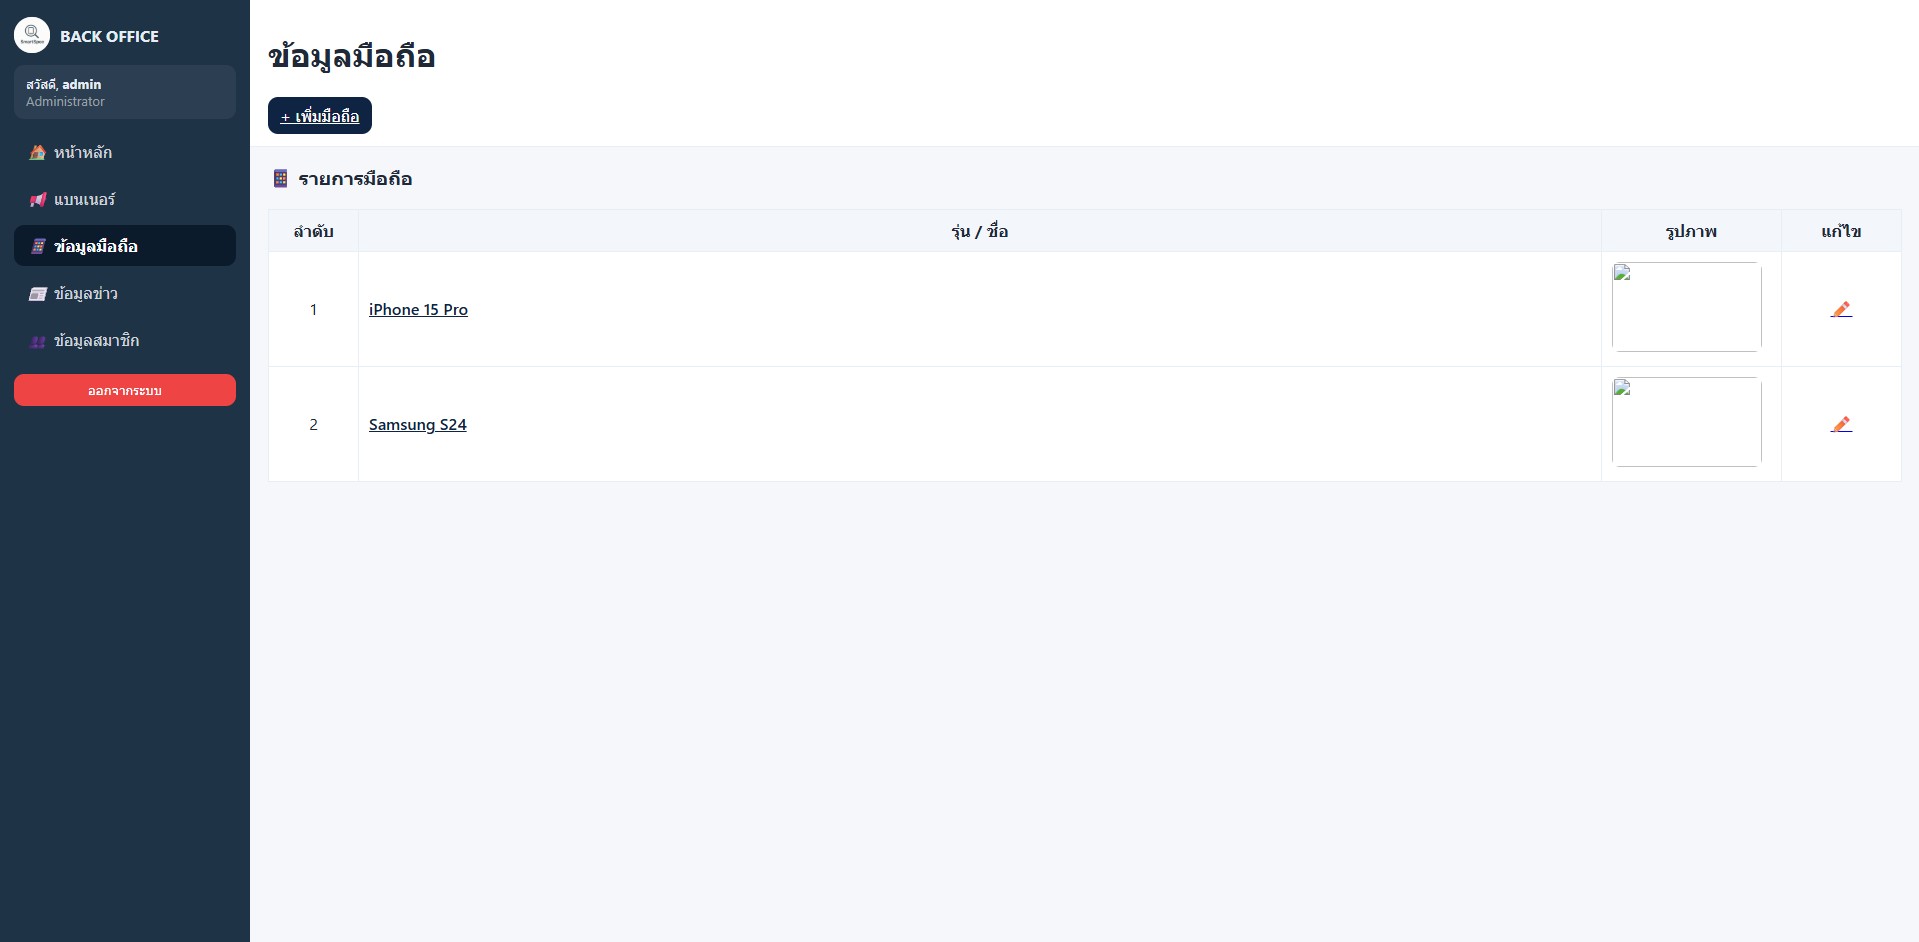 BACK OFFICE
สวัสดี, admin
Administrator
หน้าหลัก
แบนเนอร์
ข้อมูลมือถือ
ข้อมูลข่าว
ข้อมูลสมาชิก
ออกจากระบบ
ข้อมูลมือถือ
+ เพิ่มมือถือ
รายการมือถือ
ลำดับ รุ่น / ชื่อ รูปภาพ แก้ไข
1 iPhone 15 Pro
2 Samsung S24